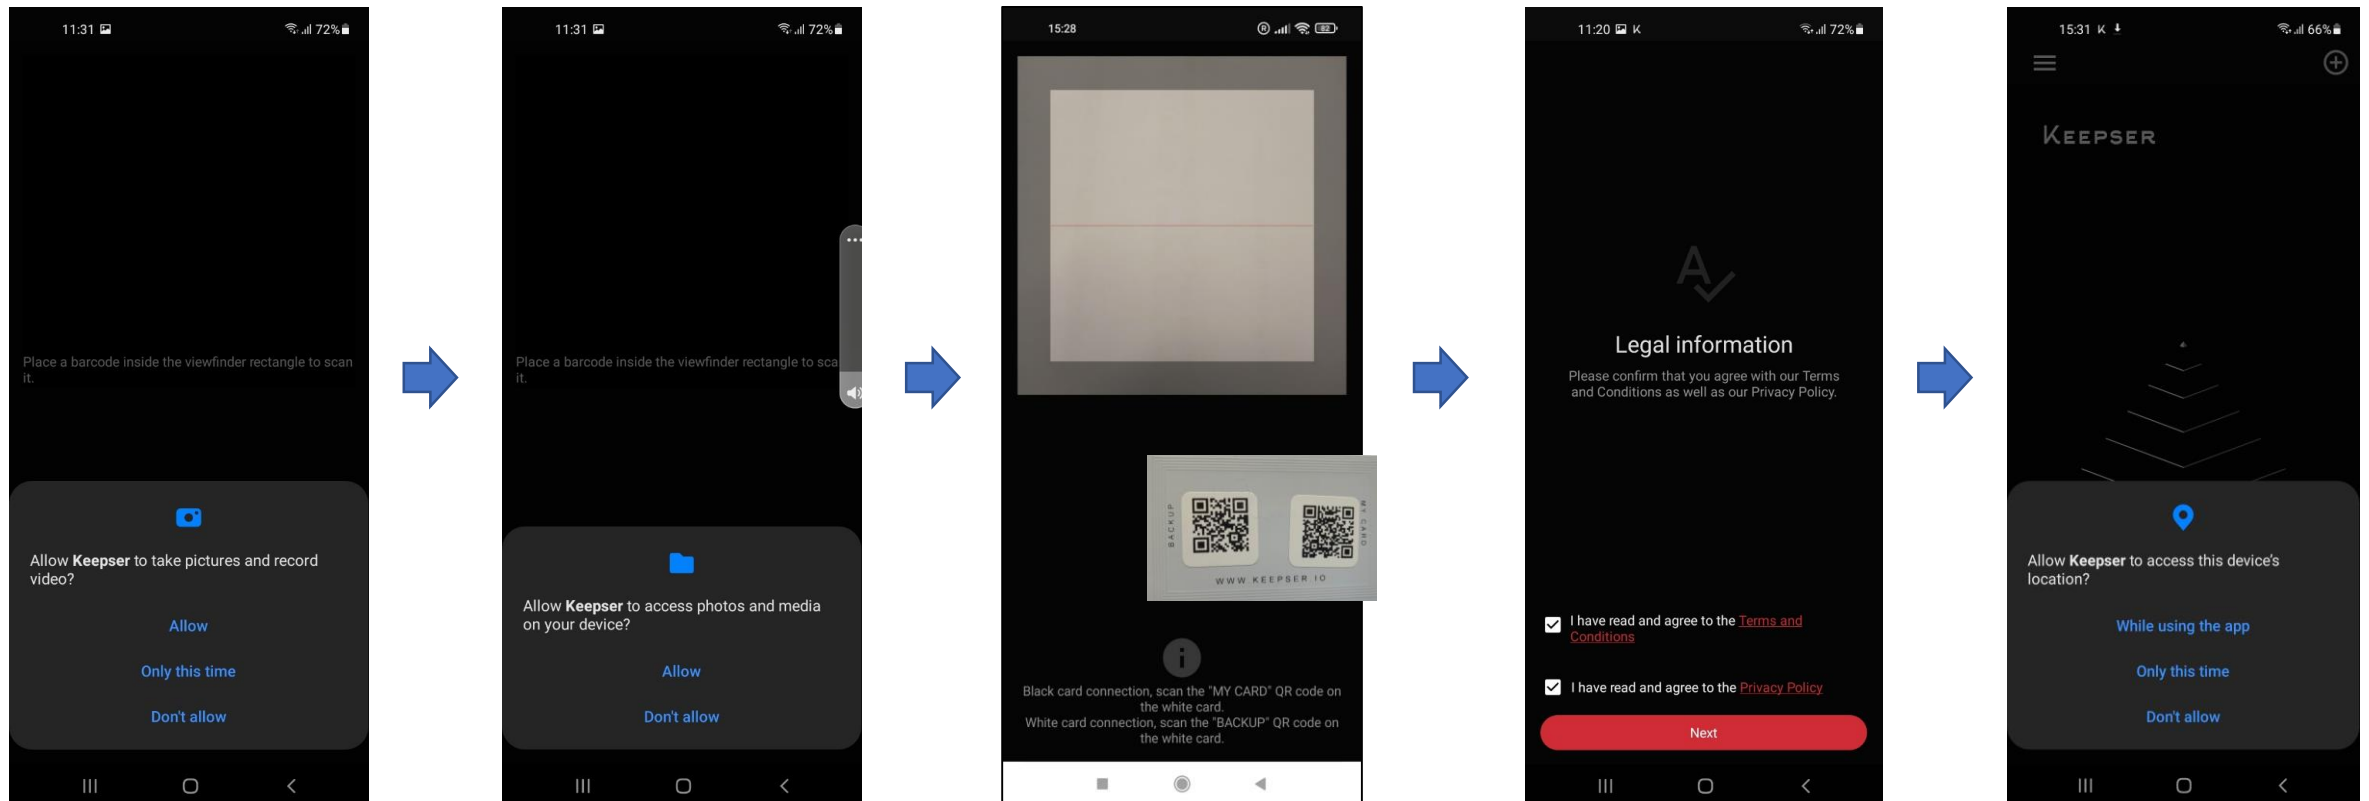 11:31
72%
Place a barcode inside the viewfinder rectangle to scan
it.
Allow Keepser to take pictures and record
video?
Allow
Only this time
Don't allow
11:31
72%
Place a barcode inside the viewfinder rectangle to sca
it.
Allow Keepser to access photos and media
on your device?
Allow
Don't allow
15:28
R
82
BACKUP
MY CARD
WWW KEEPSER IO
Black card connection, scan the "MY CARD" QR code on
the white card.
White card connection, scan the "BACKUP" QR code on
the white card.
11:20 K
72%
A
Legal information
Please confirm that you agree with our Terms
and Conditions as well as our Privacy Policy.
I have read and agree to the Terms and
Conditions
I have read and agree to the Privacy Policy
Next
15:31 K
66%
KEEPSER
Allow Keepser to access this device's
location?
While using the app
Only this time
Don't allow